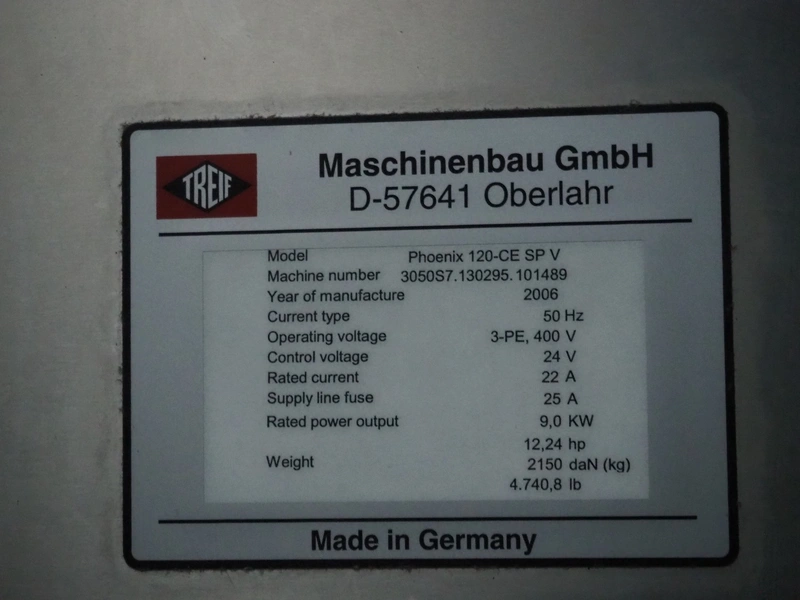 TREIF
Maschinenbau GmbH
D-57641 Oberlahr
Model Phoenix 120-CE SP V
Machine number 3050S7.130295.101489
Year of manufacture 2006
Current type 50 Hz
Operating voltage 3-PE, 400 V
Control voltage 24 V
Rated current 22 A
Supply line fuse 25 A
Rated power output 9,0 KW
12,24 hp
Weight 2150 daN (kg)
4.740,8 lb
Made in Germany